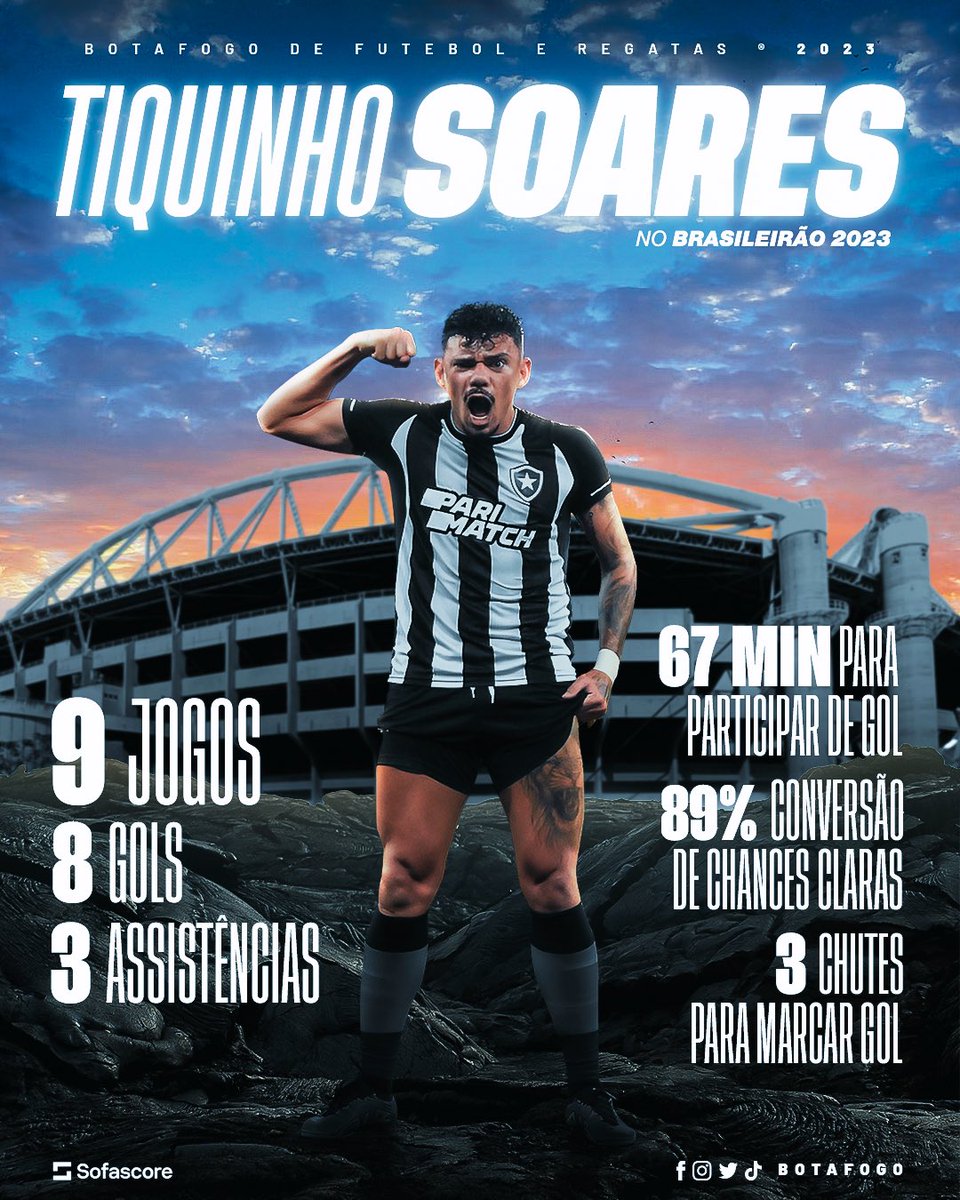 BOTAFOGO DE FUTEBOL E REGATAS ® 2023
TIQUINHO SOARES
NO BRASILEIRÃO 2023
PARI
MATCH
9 JOGOS
8 GOLS
3 ASSISTÊNCIAS
67 MIN PARA
PARTICIPAR DE GOL
89% CONVERSÃO
DE CHANCES CLARAS
3 CHUTES
PARA MARCAR GOL
Sofascore
BOTAFOGO